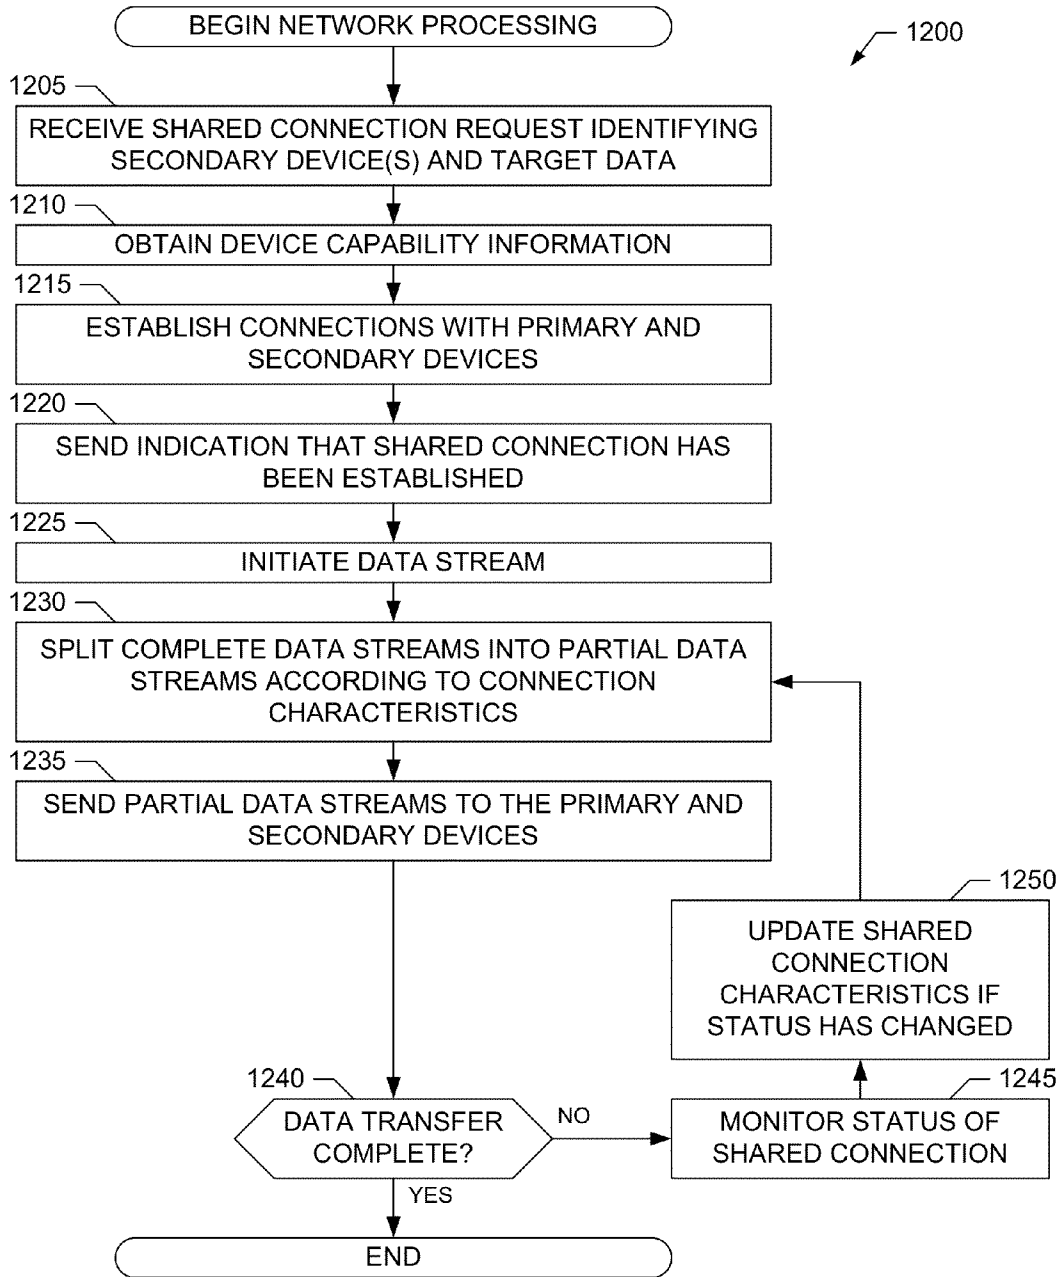 BEGIN NETWORK PROCESSING
1200
1205
RECEIVE SHARED CONNECTION REQUEST IDENTIFYING
SECONDARY DEVICE(S) AND TARGET DATA
1210
OBTAIN DEVICE CAPABILITY INFORMATION
1215
ESTABLISH CONNECTIONS WITH PRIMARY AND
SECONDARY DEVICES
1220
SEND INDICATION THAT SHARED CONNECTION HAS
BEEN ESTABLISHED
1225
INITIATE DATA STREAM
1230
SPLIT COMPLETE DATA STREAMS INTO PARTIAL DATA
STREAMS ACCORDING TO CONNECTION
CHARACTERISTICS
1235
SEND PARTIAL DATA STREAMS TO THE PRIMARY AND
SECONDARY DEVICES
1250
UPDATE SHARED
CONNECTION
CHARACTERISTICS IF
STATUS HAS CHANGED
1240
DATA TRANSFER
COMPLETE?
NO
YES
1245
MONITOR STATUS OF
SHARED CONNECTION
END